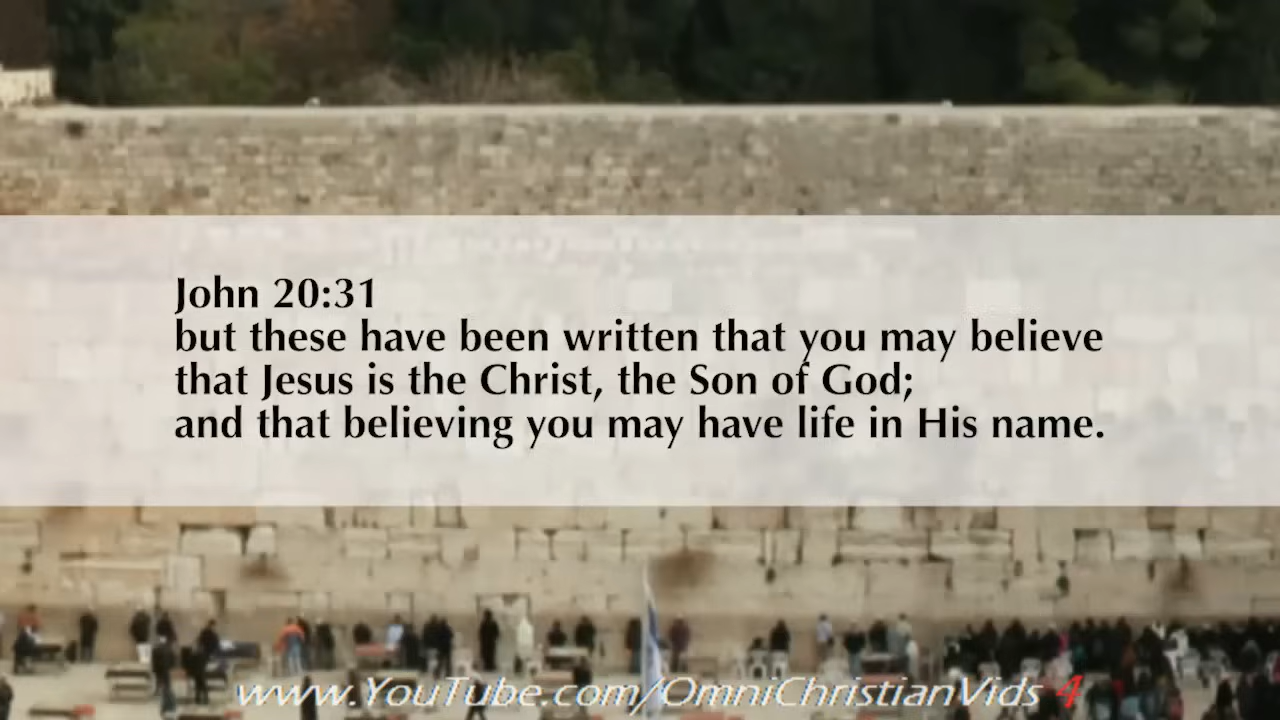 John 20:31
but these have been written that you may believe
that Jesus is the Christ, the Son of God;
and that believing you may have life in His name.
www.YouTube.com/OmniChristianVids 4